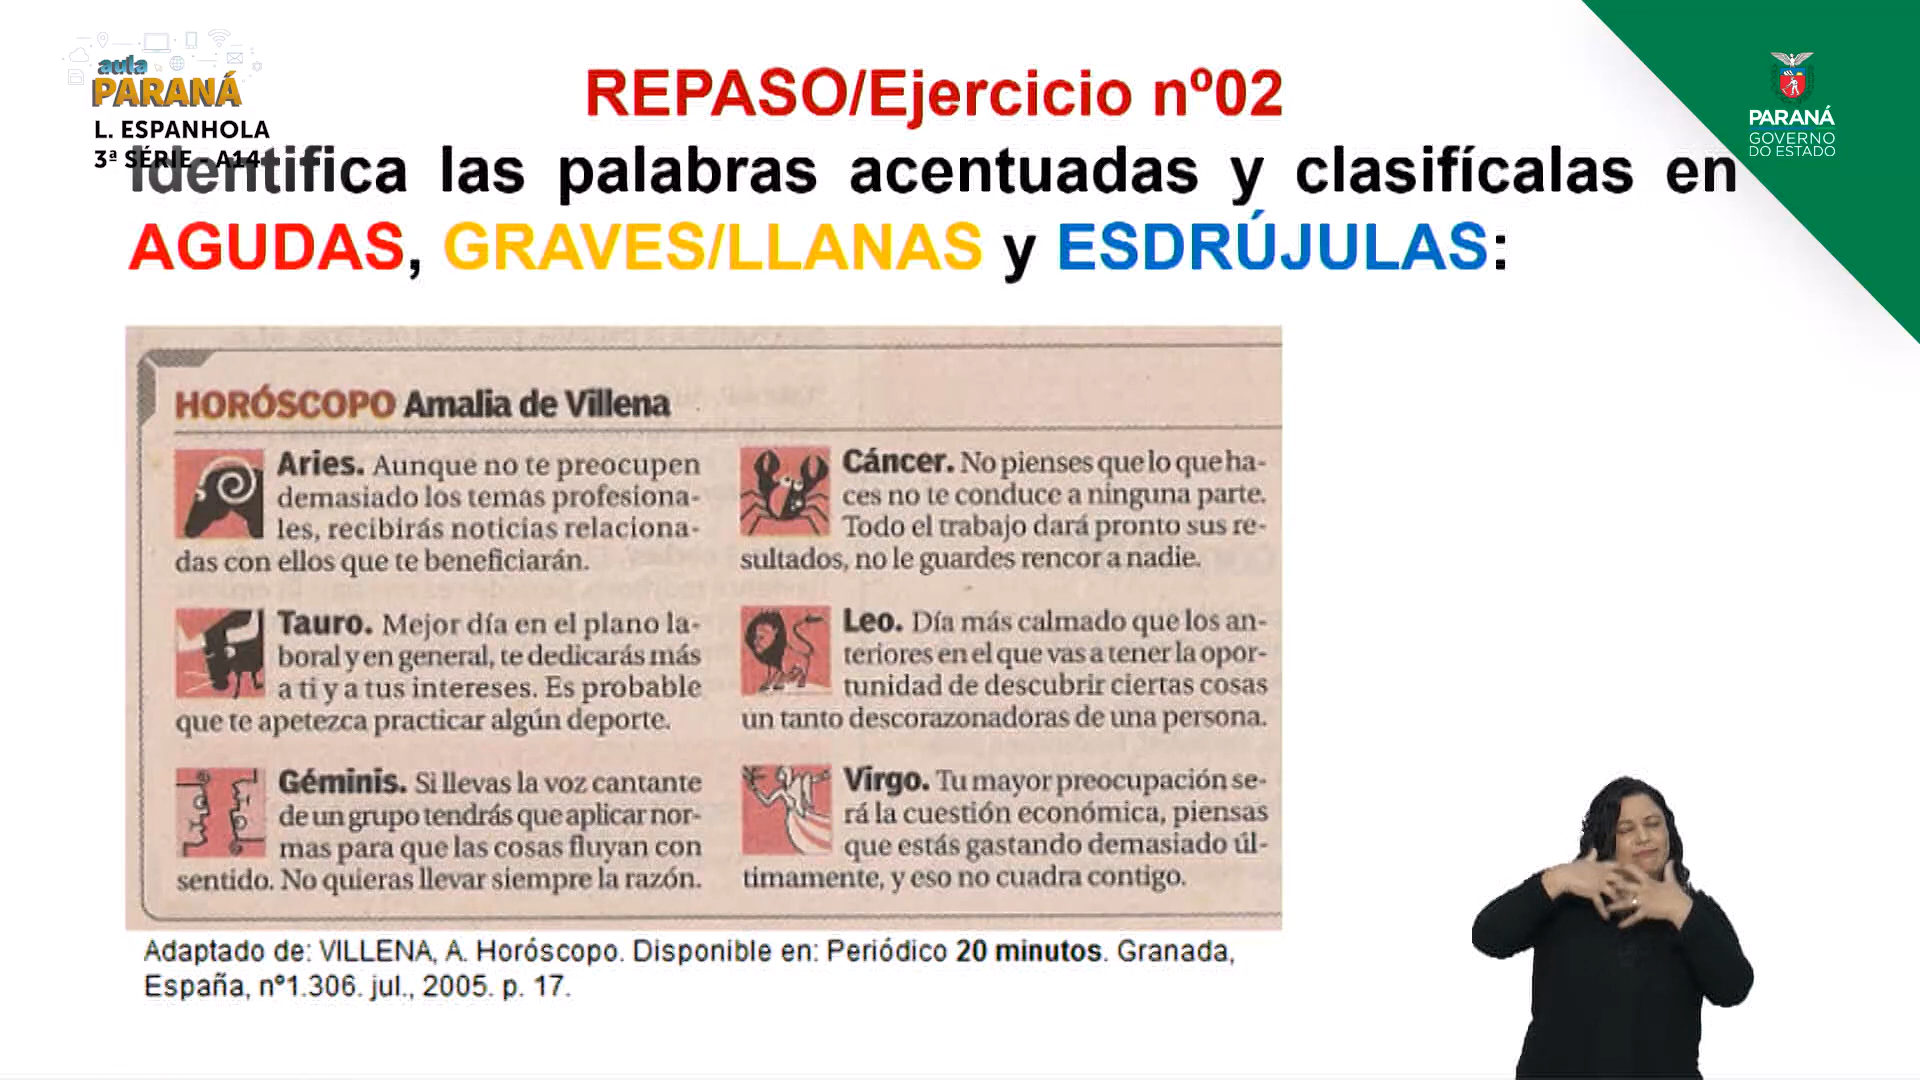 aula
PARANÁ
L. ESPANHOLA
3ª SÉRIE - A14
PARANÁ
GOVERNO
DO ESTADO
REPASO/Ejercicio nº02
Identifica las palabras acentuadas y clasifícalas en
AGUDAS, GRAVES/LLANAS y ESDRÚJULAS:
HORÓSCOPO Amalia de Villena
Aries. Aunque no te preocupen
demasiado los temas profesiona-
les, recibirás noticias relaciona-
das con ellos que te beneficiarán.
Tauro. Mejor día en el plano la-
boral y en general, te dedicarás más
a ti y a tus intereses. Es probable
que te apetezca practicar algún deporte.
Géminis. Si llevas la voz cantante
de un grupo tendrás que aplicar nor-
mas para que las cosas fluyan con
sentido. No quieras llevar siempre la razón.
Cáncer. No pienses que lo que ha-
ces no te conduce a ninguna parte.
Todo el trabajo dará pronto sus re-
sultados, no le guardes rencor a nadie.
Leo. Día más calmado que los an-
teriores en el que vas a tener la opor-
tunidad de descubrir ciertas cosas
un tanto descorazonadoras de una persona.
Virgo. Tu mayor preocupación se-
rá la cuestión económica, piensas
que estás gastando demasiado úl-
timamente, y eso no cuadra contigo.
Adaptado de: VILLENA, A. Horóscopo. Disponible en: Periódico 20 minutos. Granada,
España, nº1.306. jul., 2005. p. 17.